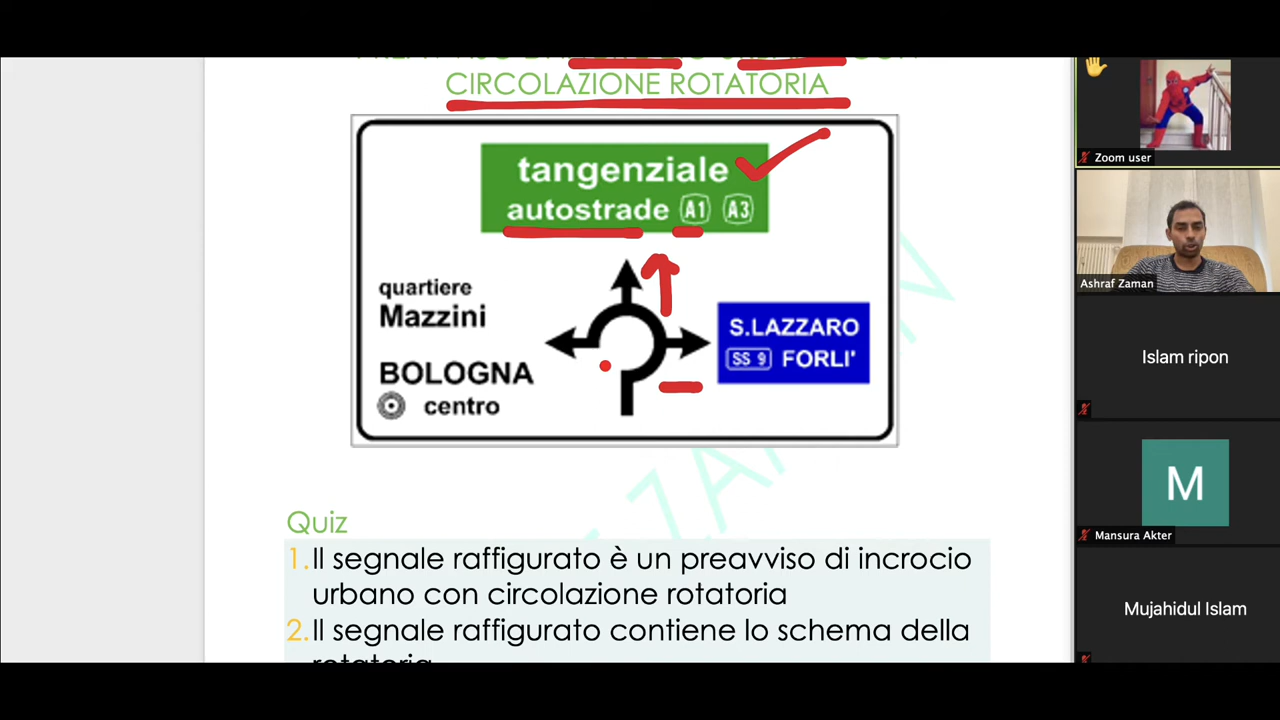 CIRCOLAZIONE ROTATORIA
tangenziale
autostrade A1 A3
quartiere
Mazzini
BOLOGNA
centro
S.LAZZARO
SS 9 FORLI'
Quiz
1. Il segnale raffigurato è un preavviso di incrocio
urbano con circolazione rotatoria
2. Il segnale raffigurato contiene lo schema della
rotatoria
Zoom user
Ashraf Zaman
Islam ripon
M
Mansura Akter
Mujahidul Islam